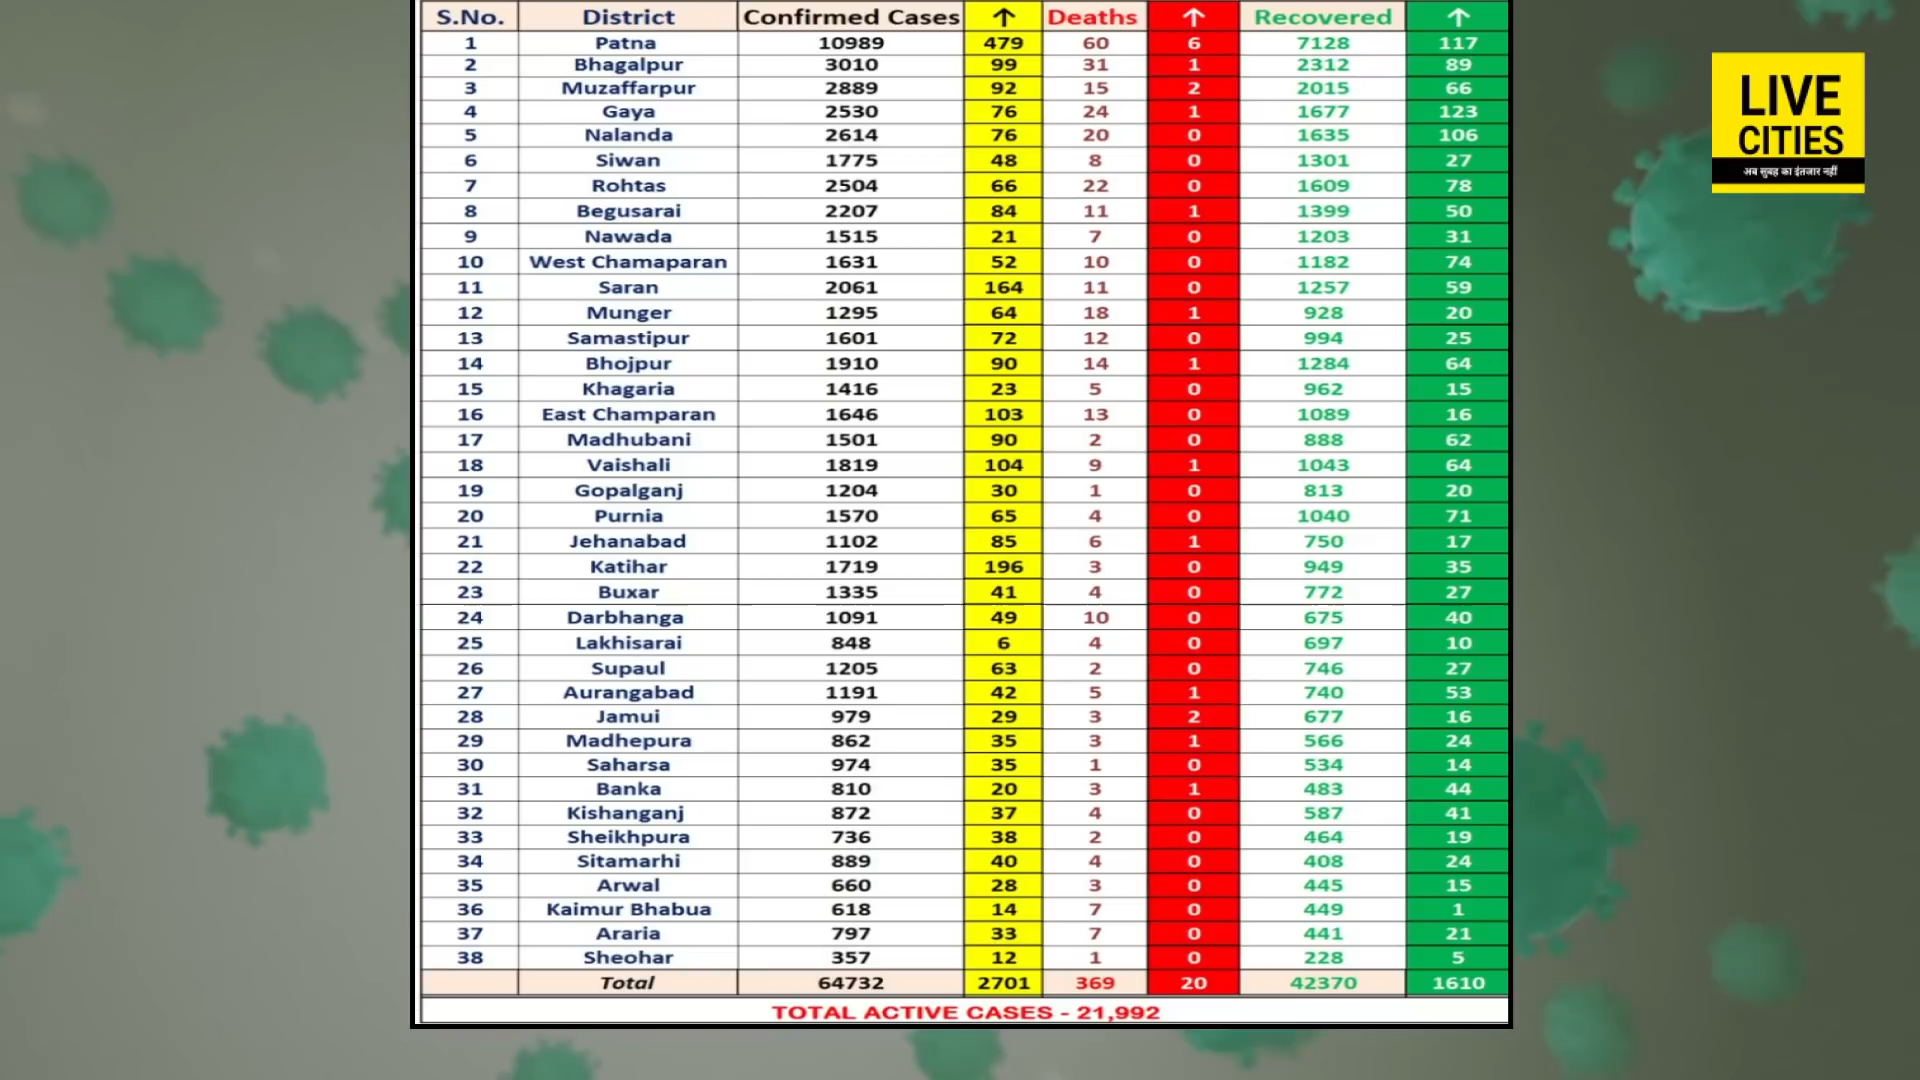 S.No. District Confirmed Cases ↑ Deaths ↑ Recovered ↑
1 Patna 10989 479 60 6 7128 117
2 Bhagalpur 3010 99 31 1 2312 89
3 Muzaffarpur 2889 92 15 2 2015 66
4 Gaya 2530 76 24 1 1677 123
5 Nalanda 2614 76 20 0 1635 106
6 Siwan 1775 48 8 0 1301 27
7 Rohtas 2504 66 22 0 1609 78
8 Begusarai 2207 84 11 1 1399 50
9 Nawada 1515 21 7 0 1203 31
10 West Chamaparan 1631 52 10 0 1182 74
11 Saran 2061 164 11 0 1257 59
12 Munger 1295 64 18 1 928 20
13 Samastipur 1601 72 12 0 994 25
14 Bhojpur 1910 90 14 1 1284 64
15 Khagaria 1416 23 5 0 962 15
16 East Champaran 1646 103 13 0 1089 16
17 Madhubani 1501 90 2 0 888 62
18 Vaishali 1819 104 9 1 1043 64
19 Gopalganj 1204 30 1 0 813 20
20 Purnia 1570 65 4 0 1040 71
21 Jehanabad 1102 85 6 1 750 17
22 Katihar 1719 196 3 0 949 35
23 Buxar 1335 41 4 0 772 27
24 Darbhanga 1091 49 10 0 675 40
25 Lakhisarai 848 6 4 0 697 10
26 Supaul 1205 63 2 0 746 27
27 Aurangabad 1191 42 5 1 740 53
28 Jamui 979 29 3 2 677 16
29 Madhepura 862 35 3 1 566 24
30 Saharsa 974 35 1 0 534 14
31 Banka 810 20 3 1 483 44
32 Kishanganj 872 37 4 0 587 41
33 Sheikhpura 736 38 2 0 464 19
34 Sitamarhi 889 40 4 0 408 24
35 Arwal 660 28 3 0 445 15
36 Kaimur Bhabua 618 14 7 0 449 1
37 Araria 797 33 7 0 441 21
38 Sheohar 357 12 1 0 228 5
Total 64732 2701 369 20 42370 1610
TOTAL ACTIVE CASES - 21,992
LIVE
CITIES
अब सुबह का इंतजार नहीं